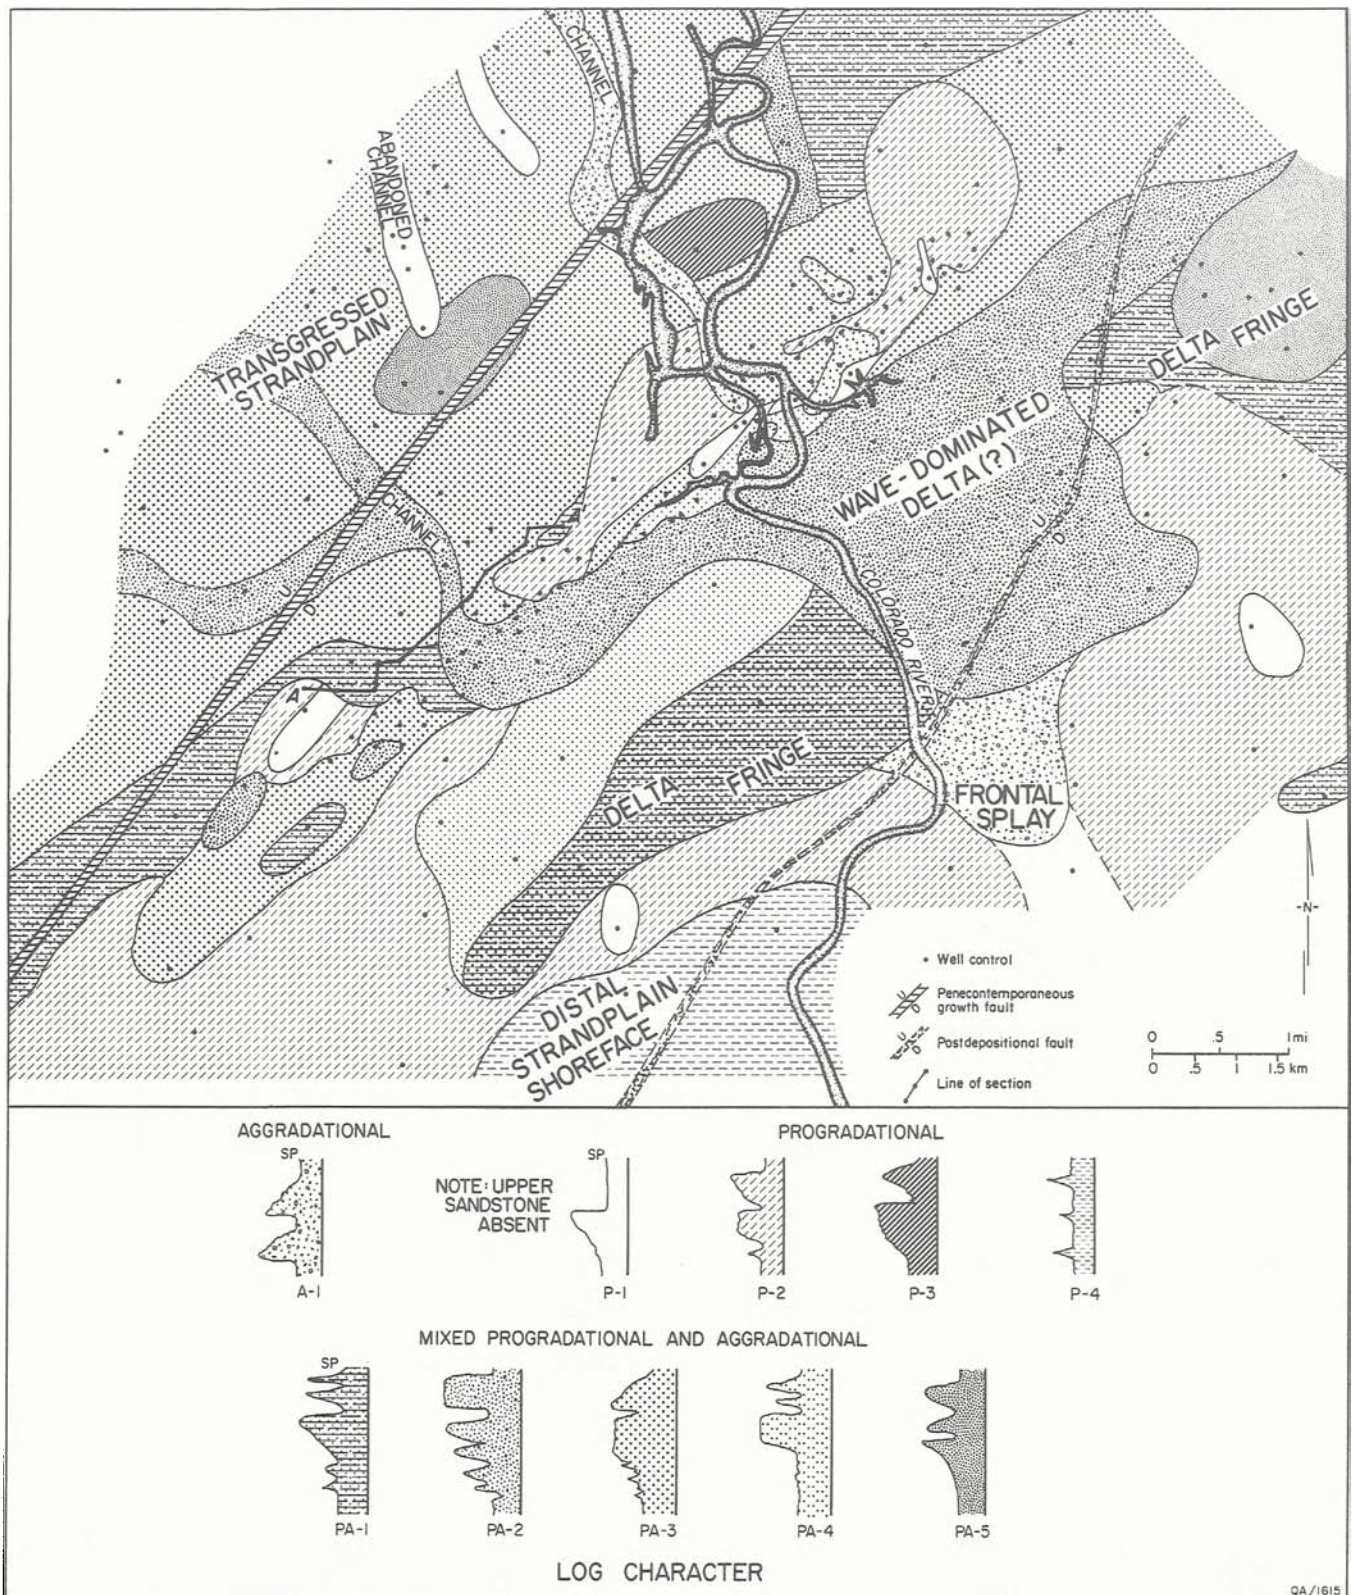 CHANNEL
ABANDONED
CHANNEL
TRANSGRESSED
STRANDPLAIN
DELTA FRINGE
A'
WAVE-DOMINATED
DELTA (?)
U
D
CHANNEL
U
D
COLORADO RIVER
A
DELTA FRINGE
FRONTAL
SPLAY
DISTAL
STRANDPLAIN
SHOREFACE
-N-
Well control
U
D
Penecontemporaneous
growth fault
U
D
Postdepositional fault
Line of section
0 .5 1 mi
0 .5 1 1.5 km
AGGRADATIONAL
PROGRADATIONAL
SP
SP
NOTE: UPPER
SANDSTONE
ABSENT
A-1
P-1
P-2
P-3
P-4
MIXED PROGRADATIONAL AND AGGRADATIONAL
SP
PA-1
PA-2
PA-3
PA-4
PA-5
LOG CHARACTER
QA/1615